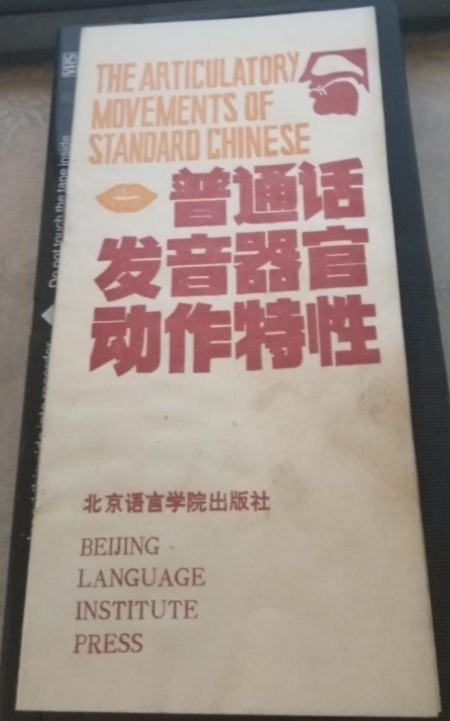 THE ARTICULATORY
MOVEMENTS OF
STANDARD CHINESE
普通话
发音器官
动作特性
北京语言学院出版社
BEIJING
LANGUAGE
INSTITUTE
PRESS
VHS
Do not touch the tape inside